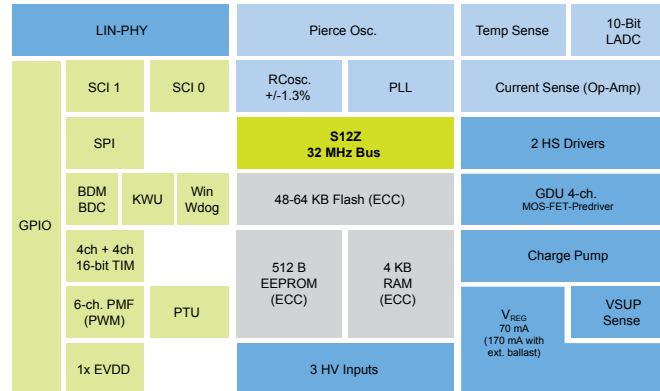 LIN-PHY
Pierce Osc.
Temp Sense
10-Bit
LADC
GPIO
SCI 1
SCI 0
RCosc.
+/-1.3%
PLL
Current Sense (Op-Amp)
SPI
S12Z
32 MHz Bus
2 HS Drivers
BDM
BDC
KWU
Win
Wdog
48-64 KB Flash (ECC)
GDU 4-ch.
MOS-FET-Predriver
4ch + 4ch
16-bit TIM
512 B
EEPROM
(ECC)
4 KB
RAM
(ECC)
Charge Pump
6-ch. PMF
(PWM)
PTU
VREG
70 mA
(170 mA with
ext. ballast)
VSUP
Sense
1x EVDD
3 HV Inputs